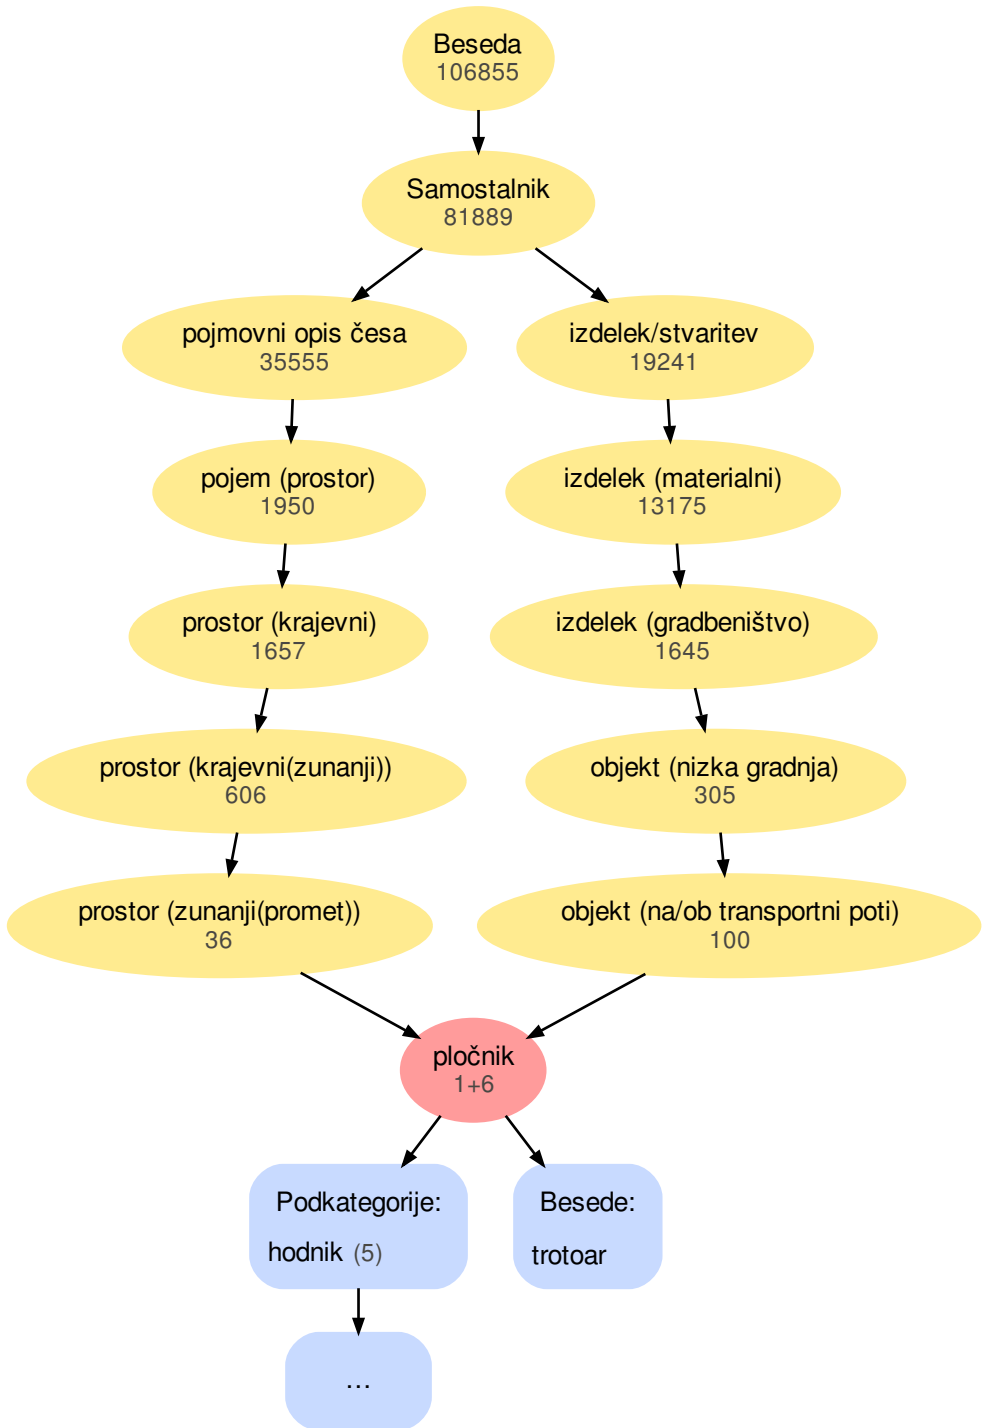 Beseda
106855
Samostalnik
81889
pojmovni opis česa
35555
izdelek/stvaritev
19241
pojem (prostor)
1950
izdelek (materialni)
13175
prostor (krajevni)
1657
izdelek (gradbeništvo)
1645
prostor (krajevni(zunanji))
606
objekt (nizka gradnja)
305
prostor (zunanji(promet))
36
objekt (na/ob transportni poti)
100
pločnik
1+6
Podkategorije:
hodnik (5)
Besede:
trotoar
...